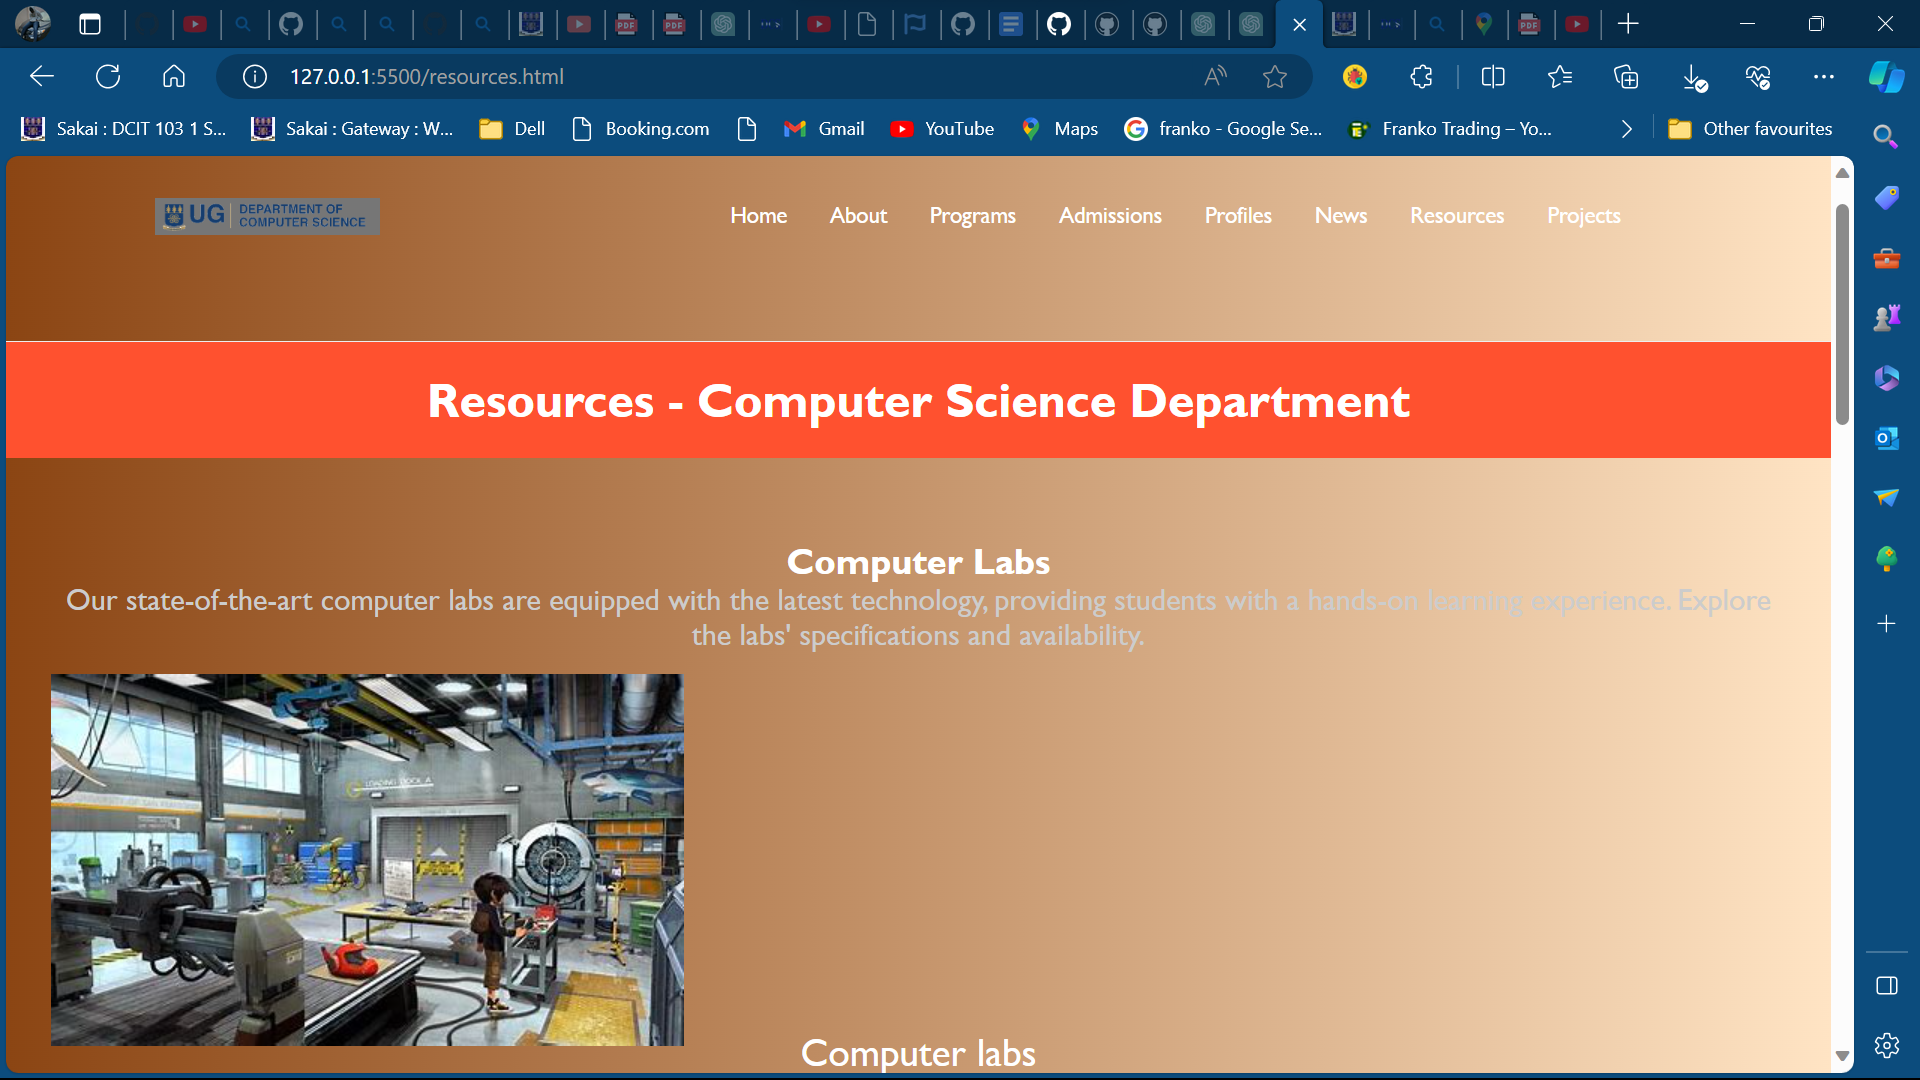 127.0.0.1:5500/resources.html
Sakai : DCIT 103 1 S...
Sakai : Gateway : W...
Dell
Booking.com
Gmail
YouTube
Maps
franko - Google Se...
Franko Trading – Yo...
Other favourites
UG
DEPARTMENT OF
COMPUTER SCIENCE
Home About Programs Admissions Profiles News Resources Projects
Resources - Computer Science Department
Computer Labs
Our state-of-the-art computer labs are equipped with the latest technology, providing students with a hands-on learning experience. Explore
the labs' specifications and availability.
LOADING DOCK A
Computer labs